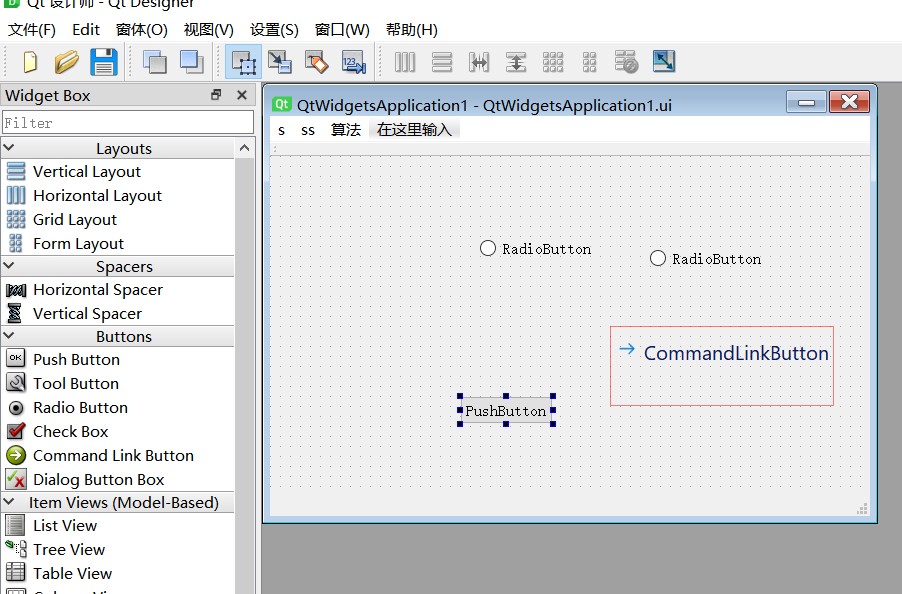 Qt 设计师 - Qt Designer
文件(F) Edit 窗体(O) 视图(V) 设置(S) 窗口(W) 帮助(H)
Widget Box
Filter
Layouts
Vertical Layout
Horizontal Layout
Grid Layout
Form Layout
Spacers
Horizontal Spacer
Vertical Spacer
Buttons
OK Push Button
Tool Button
Radio Button
Check Box
Command Link Button
Dialog Button Box
Item Views (Model-Based)
List View
Tree View
Table View
Qt QtWidgetsApplication1 - QtWidgetsApplication1.ui
s ss 算法 在这里输入
RadioButton
RadioButton
CommandLinkButton
PushButton